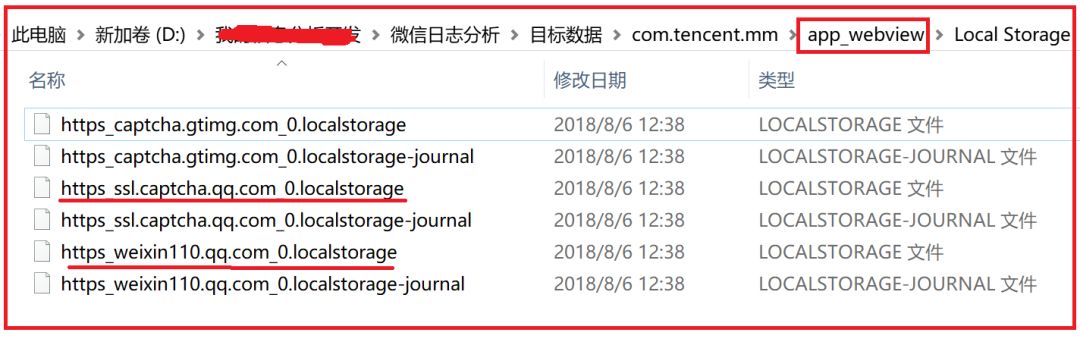 此电脑 > 新加卷 (D:) > 发 > 微信日志分析 > 目标数据 > com.tencent.mm > app_webview > Local Storage
名称 修改日期 类型
https_captcha.gtimg.com_0.localstorage 2018/8/6 12:38 LOCALSTORAGE 文件
https_captcha.gtimg.com_0.localstorage-journal 2018/8/6 12:38 LOCALSTORAGE-JOURNAL 文件
https_ssl.captcha.qq.com_0.localstorage 2018/8/6 12:38 LOCALSTORAGE 文件
https_ssl.captcha.qq.com_0.localstorage-journal 2018/8/6 12:38 LOCALSTORAGE-JOURNAL 文件
https_weixin110.qq.com_0.localstorage 2018/8/6 12:38 LOCALSTORAGE 文件
https_weixin110.qq.com_0.localstorage-journal 2018/8/6 12:38 LOCALSTORAGE-JOURNAL 文件